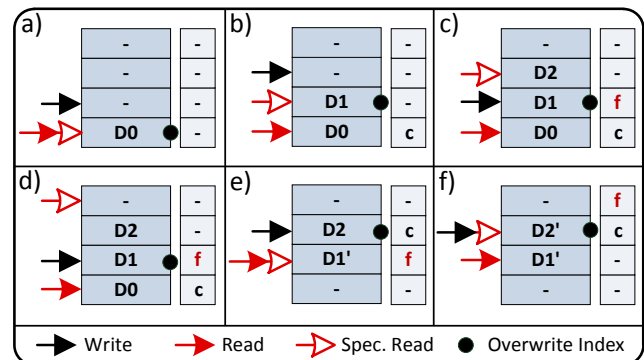 a) b) c)
- - - - - -
- - - - D2 -
- - D1 - D1 f
D0 - D0 c D0 c
d) e) f)
- - - - - f
D2 - D2 c D2' c
D1 f D1' f D1' -
D0 c - - - -
Write Read Spec. Read Overwrite Index